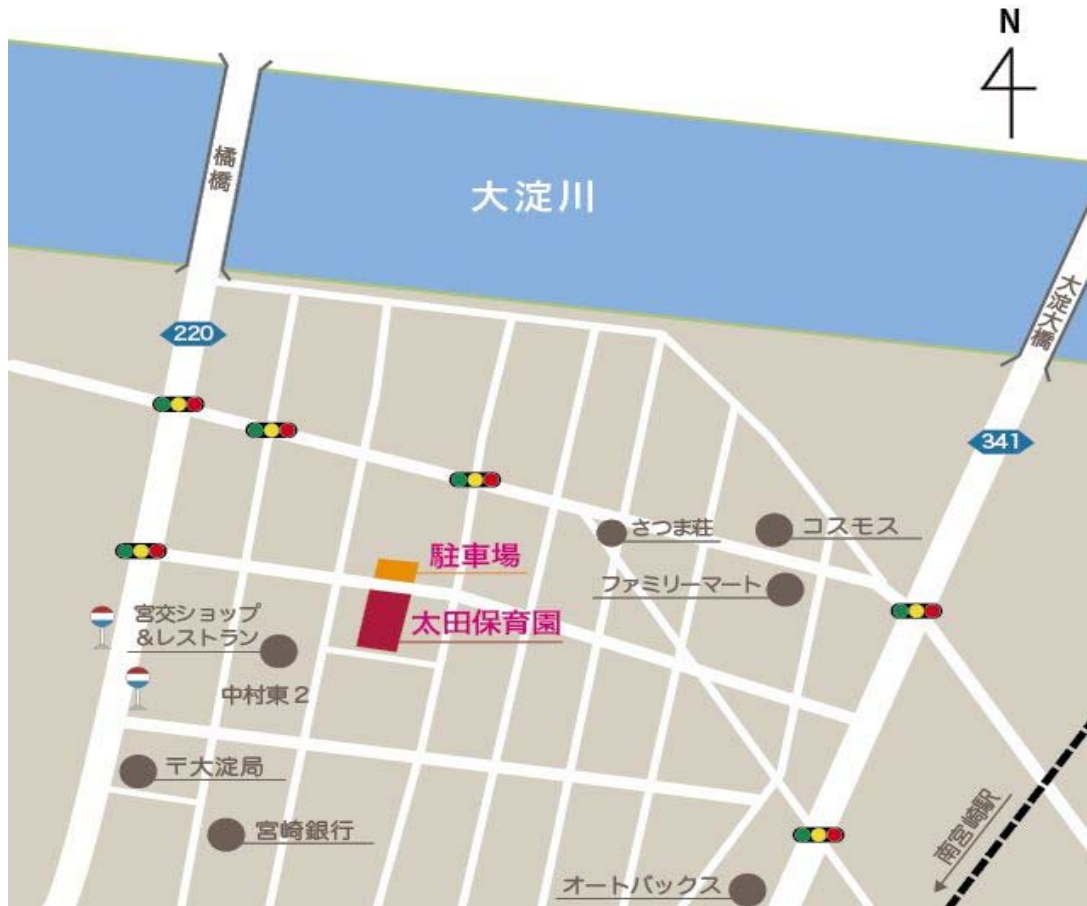 N
橘橋
大淀川
大淀大橋
220
341
さつま荘
コスモス
駐車場
ファミリーマート
太田保育園
宮交ショップ
&レストラン
中村東2
〒大淀局
宮崎銀行
南宮崎駅
オートバックス